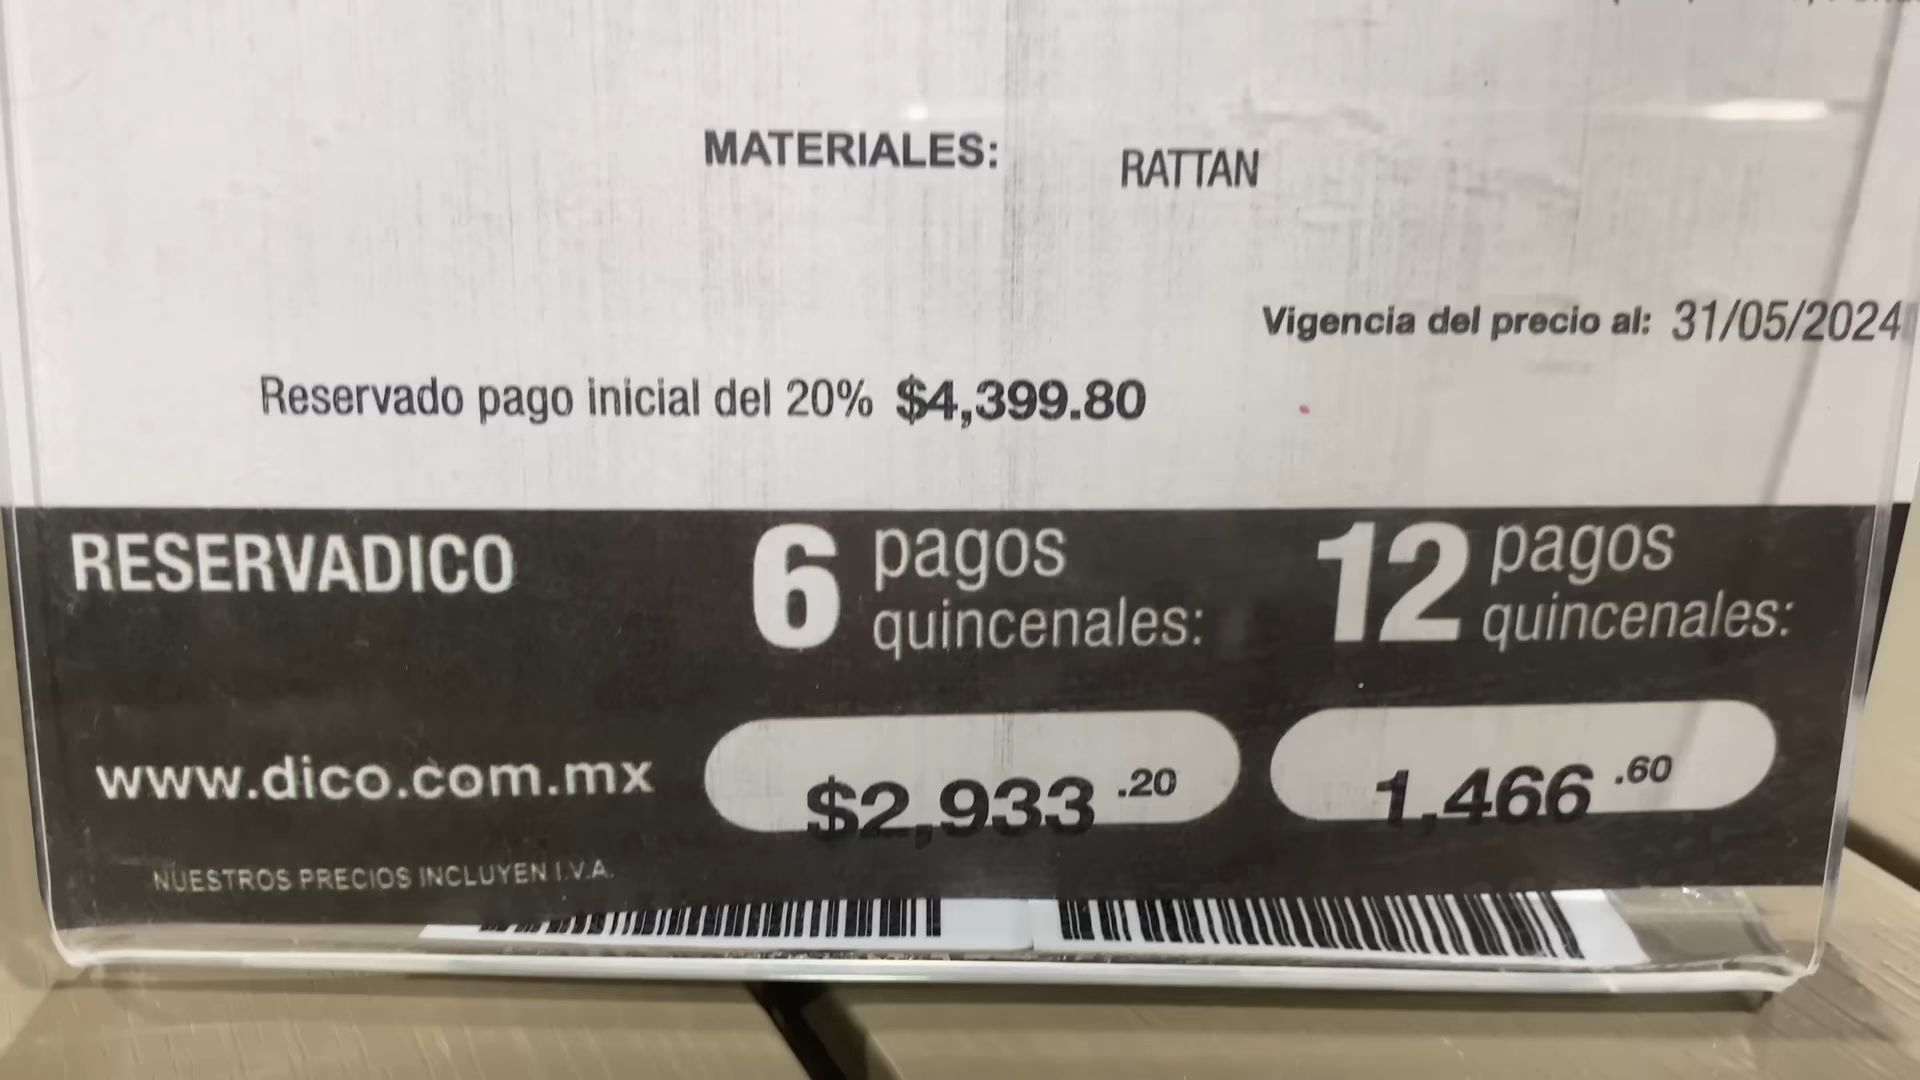 MATERIALES: RATTAN
Vigencia del precio al: 31/05/2024
Reservado pago inicial del 20% $4,399.80
RESERVADICO
6 pagos quincenales:
12 pagos quincenales:
www.dico.com.mx
$2,933.20
1,466.60
NUESTROS PRECIOS INCLUYEN I.V.A.